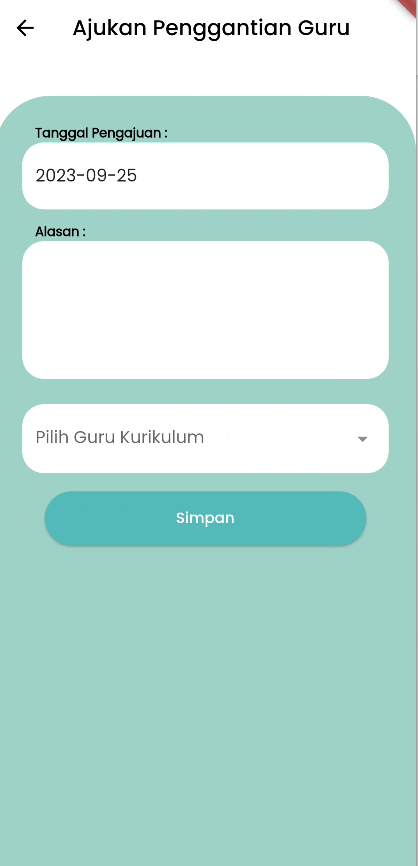 Ajukan Penggantian Guru
Tanggal Pengajuan :
2023-09-25
Alasan :
Pilih Guru Kurikulum
Simpan